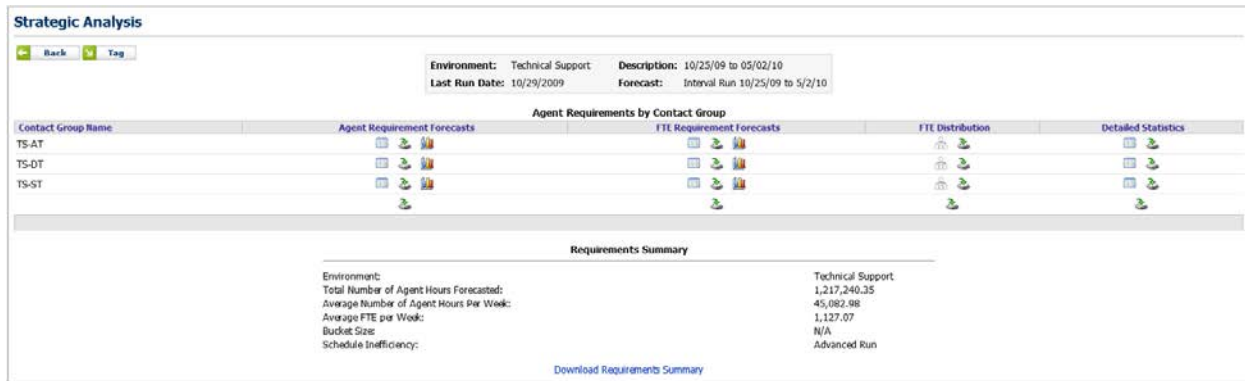 Strategic Analysis
Back Tag
Environment: Technical Support Description: 10/25/09 to 05/02/10
Last Run Date: 10/29/2009 Forecast: Interval Run 10/25/09 to 5/2/10
Agent Requirements by Contact Group
Contact Group Name Agent Requirement Forecasts FTE Requirement Forecasts FTE Distribution Detailed Statistics
TS-AT
TS-DT
TS-ST
Requirements Summary
Environment: Technical Support
Total Number of Agent Hours Forecasted: 1,217,240.35
Average Number of Agent Hours Per Week: 45,082.98
Average FTE per Week: 1,127.07
Bucket Size: N/A
Schedule Inefficiency: Advanced Run
Download Requirements Summary